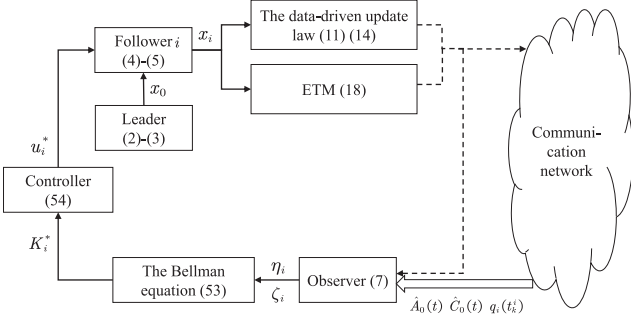 The data-driven update
law (11) (14)
Follower i
(4)-(5)
x_i
ETM (18)
x_0
Leader
(2)-(3)
Communi-
cation
network
u_i^*
Controller
(54)
K_i^*
The Bellman
equation (53)
η_i
ζ_i
Observer (7)
Â_0(t) Ĉ_0(t) q_i(t_k^i)